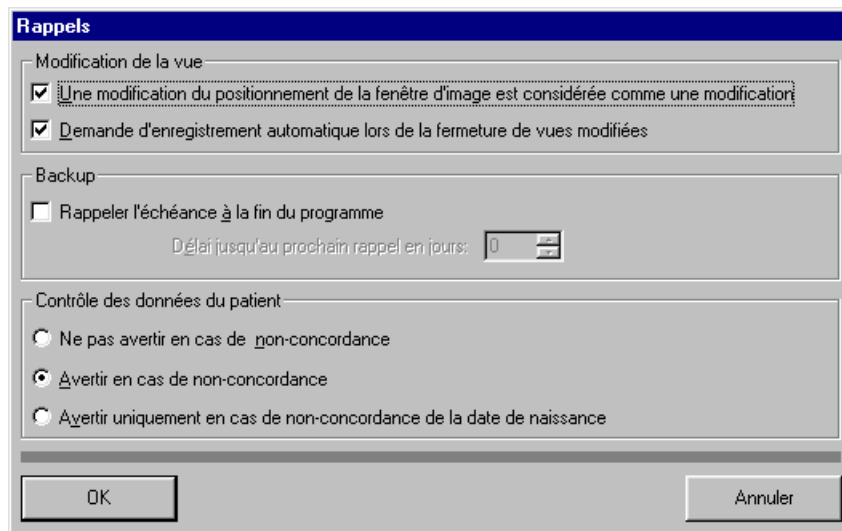 Rappels
Modification de la vue
Une modification du positionnement de la fenêtre d'image est considérée comme une modification
Demande d'enregistrement automatique lors de la fermeture de vues modifiées
Backup
Rappeler l'échéance à la fin du programme
Délai jusqu'au prochain rappel en jours: 0
Contrôle des données du patient
Ne pas avertir en cas de non-concordance
Avertir en cas de non-concordance
Avertir uniquement en cas de non-concordance de la date de naissance
OK Annuler